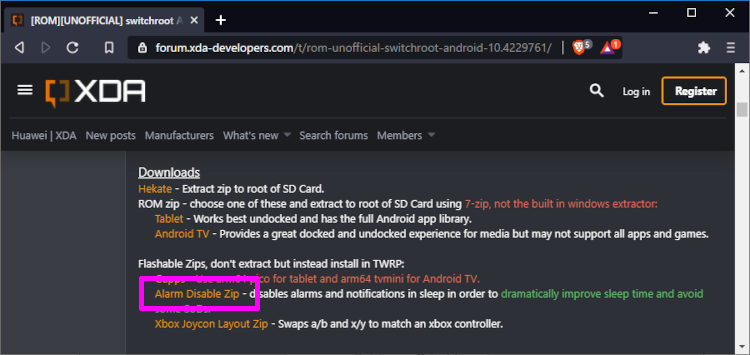 [ROM][UNOFFICIAL] switchroot A
forum.xda-developers.com/t/rom-unofficial-switchroot-android-10.4229761/ 5 1
XDA Log in Register
Huawei | XDA New posts Manufacturers What's new Search forums Members
Downloads
Hekate - Extract zip to root of SD Card.
ROM zip - choose one of these and extract to root of SD Card using 7-zip, not the built in windows extractor:
Tablet - Works best undocked and has the full Android app library.
Android TV - Provides a great docked and undocked experience for media but may not support all apps and games.
Flashable Zips, don't extract but instead install in TWRP:
pico for tablet and arm64 tvmini for Android TV.
Alarm Disable Zip - disables alarms and notifications in sleep in order to dramatically improve sleep time and avoid
Xbox Joycon Layout Zip - Swaps a/b and x/y to match an xbox controller.